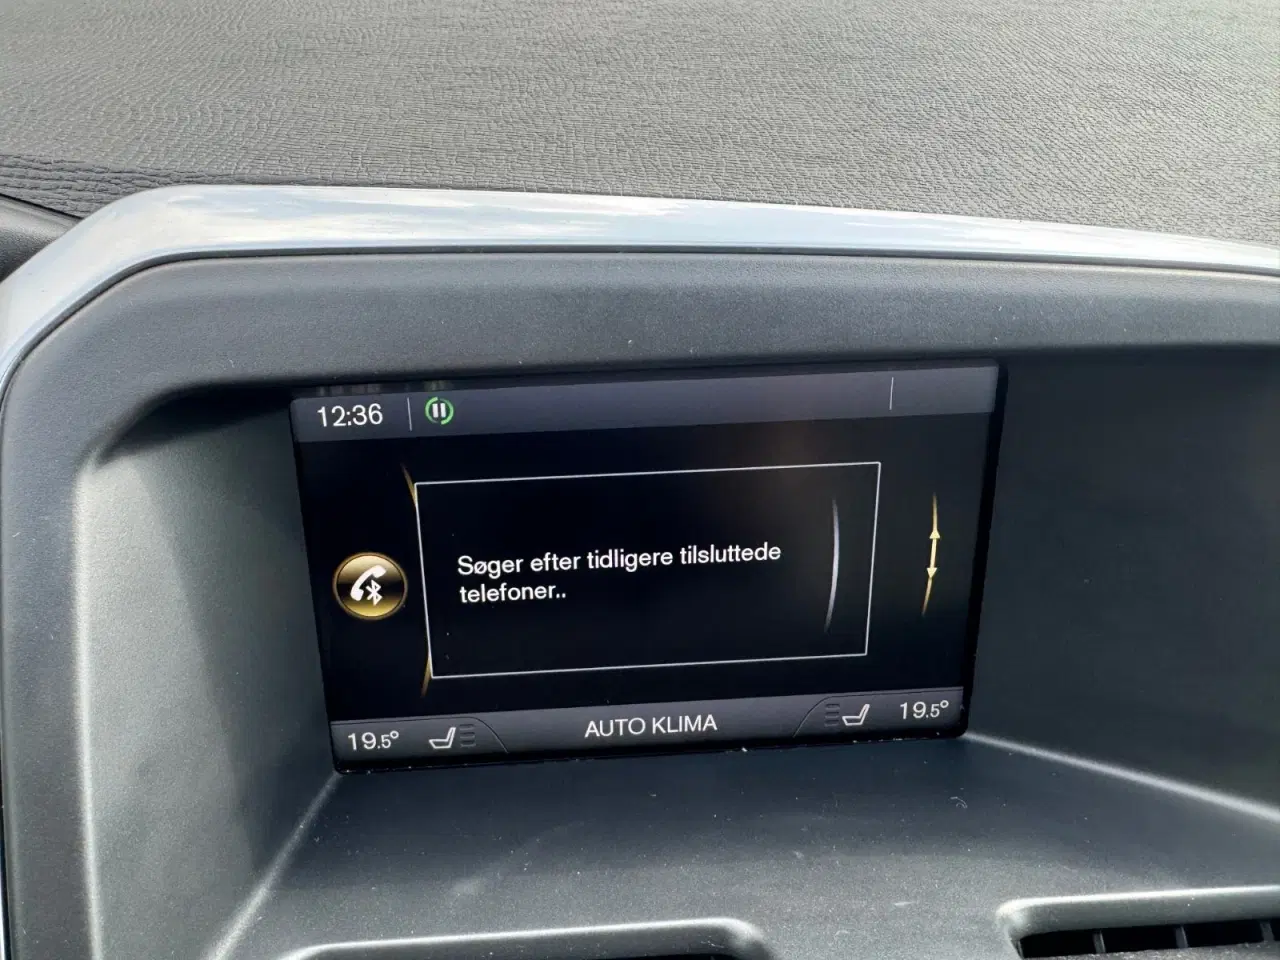 12:36
Søger efter tidligere tilsluttede
telefoner..
19.5° AUTO KLIMA 19.5°